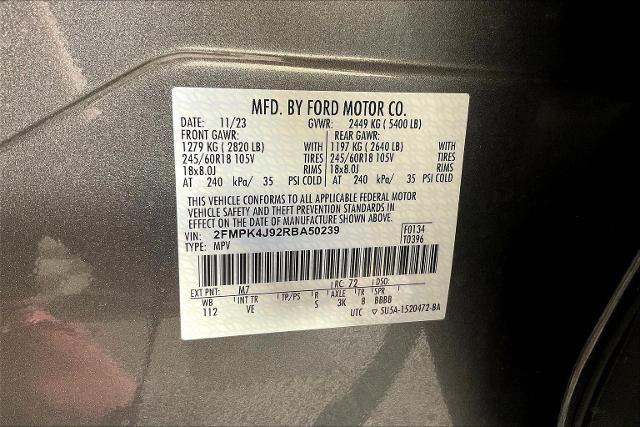 MFD. BY FORD MOTOR CO.
DATE: 11/23 GVWR: 2449 KG ( 5400 LB)
FRONT GAWR: REAR GAWR:
1279 KG ( 2820 LB) WITH 1197 KG ( 2640 LB) WITH
245/60R18 105V TIRES 245/60R18 105V TIRES
18x8.0J RIMS 18x8.0J RIMS
AT 240 kPa/ 35 PSI COLD AT 240 kPa/ 35 PSI COLD
THIS VEHICLE CONFORMS TO ALL APPLICABLE FEDERAL MOTOR
VEHICLE SAFETY AND THEFT PREVENTION STANDARDS IN
EFFECT ON THE DATE OF MANUFACTURE SHOWN ABOVE.
VIN: 2FMPK4J92RBA50239 F0134
TYPE: MPV T0396
EXT PNT: M7 RC: 72 DSO:
WB INT TR TP/PS R AXLE TR SPR
112 VE S 3K 8 BBBB
UTC ▽ 5U5A-1520472-BA